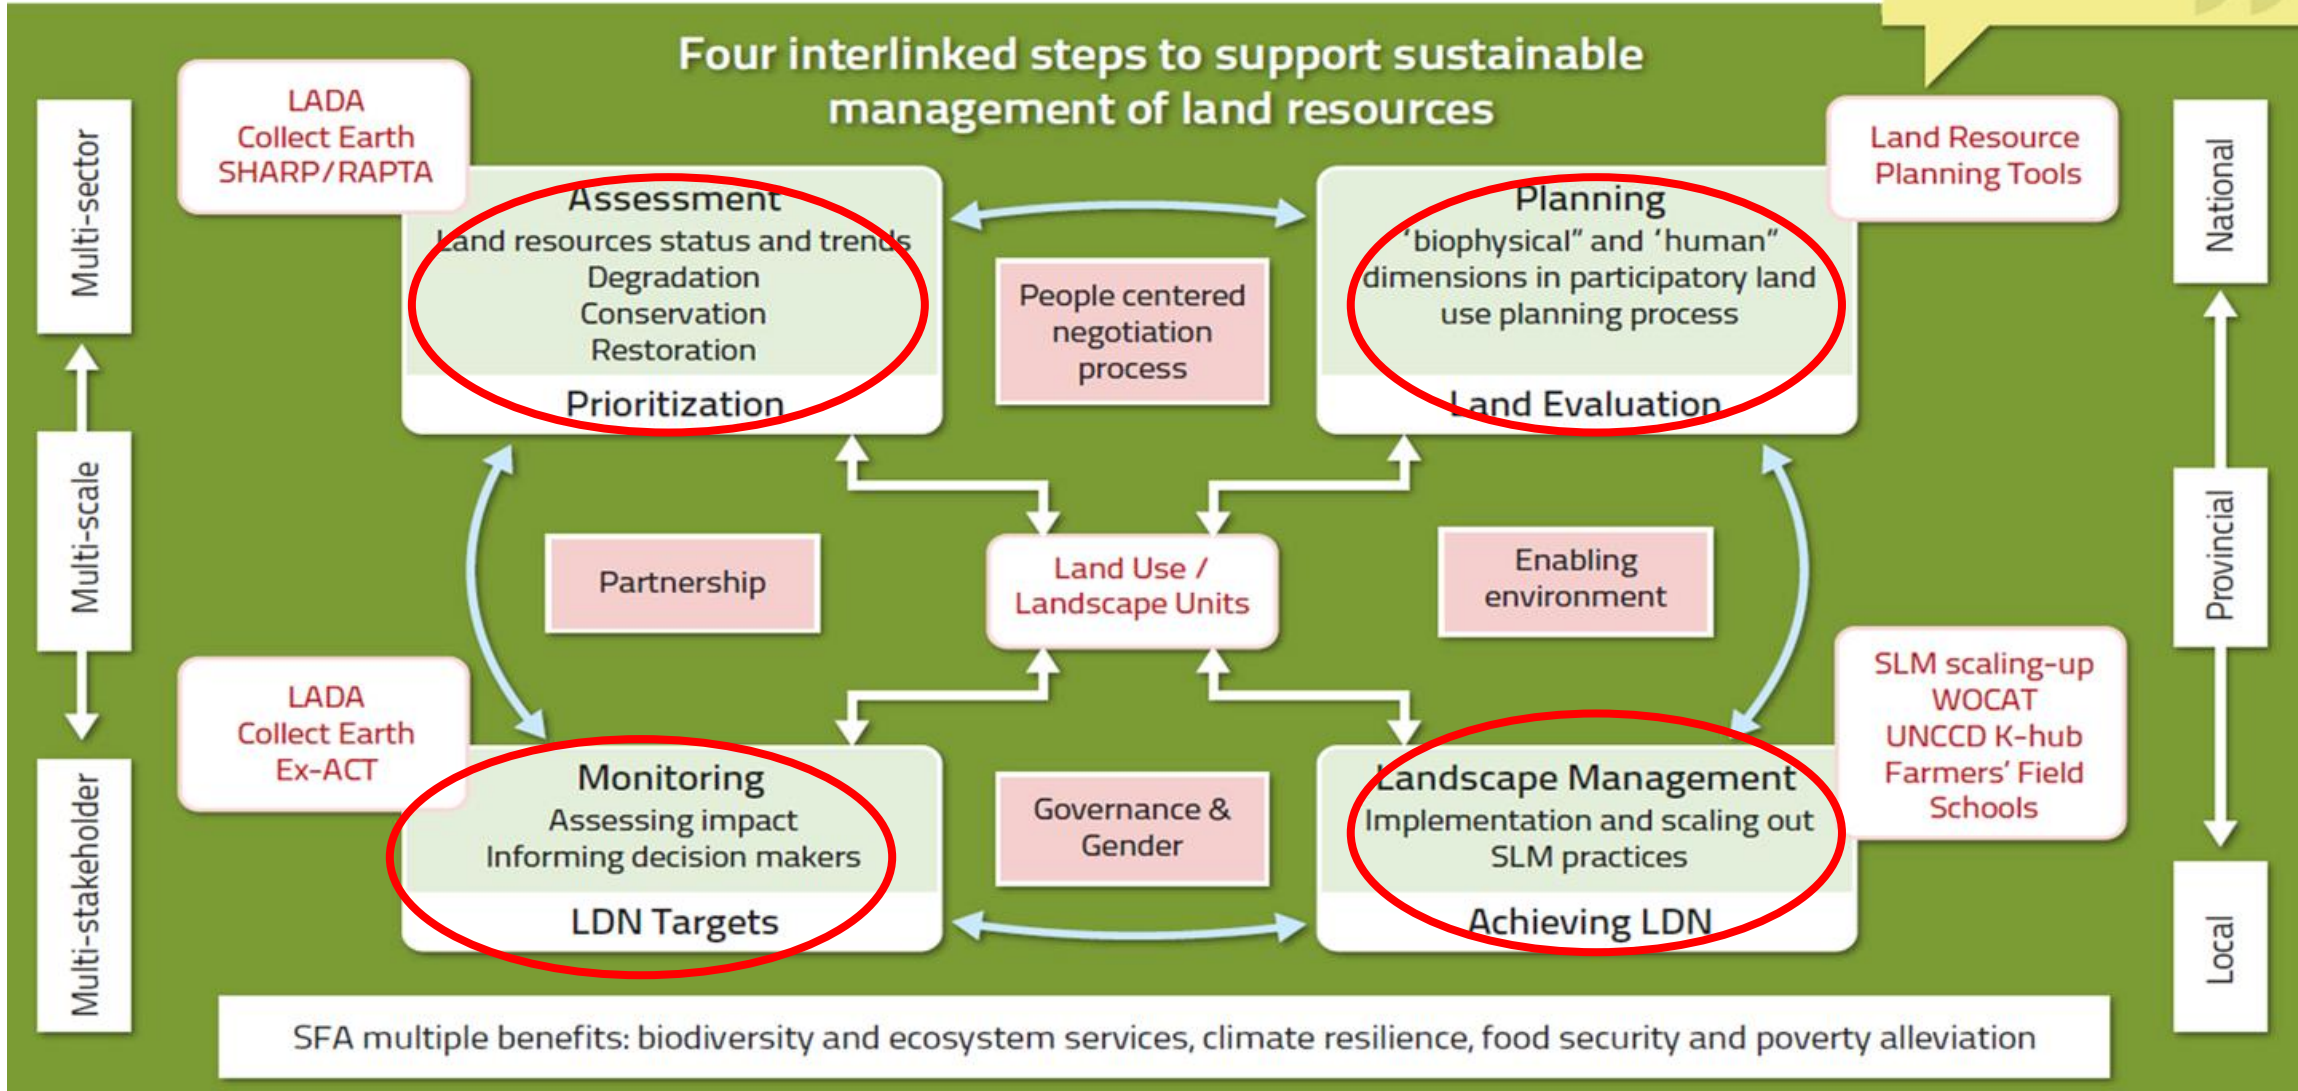 Four interlinked steps to support sustainable
management of land resources
Multi-sector
Multi-scale
Multi-stakeholder
LADA
Collect Earth
SHARP/RAPTA
Assessment
Land resources status and trends
Degradation
Conservation
Restoration
Prioritization
People centered
negotiation
process
Planning
‘biophysical” and ‘human”
dimensions in participatory land
use planning process
Land Evaluation
Land Resource
Planning Tools
National
Provincial
Local
Partnership
Land Use /
Landscape Units
Enabling
environment
LADA
Collect Earth
Ex-ACT
Monitoring
Assessing impact
Informing decision makers
LDN Targets
Governance &
Gender
Landscape Management
Implementation and scaling out
SLM practices
Achieving LDN
SLM scaling-up
WOCAT
UNCCD K-hub
Farmers’ Field
Schools
SFA multiple benefits: biodiversity and ecosystem services, climate resilience, food security and poverty alleviation